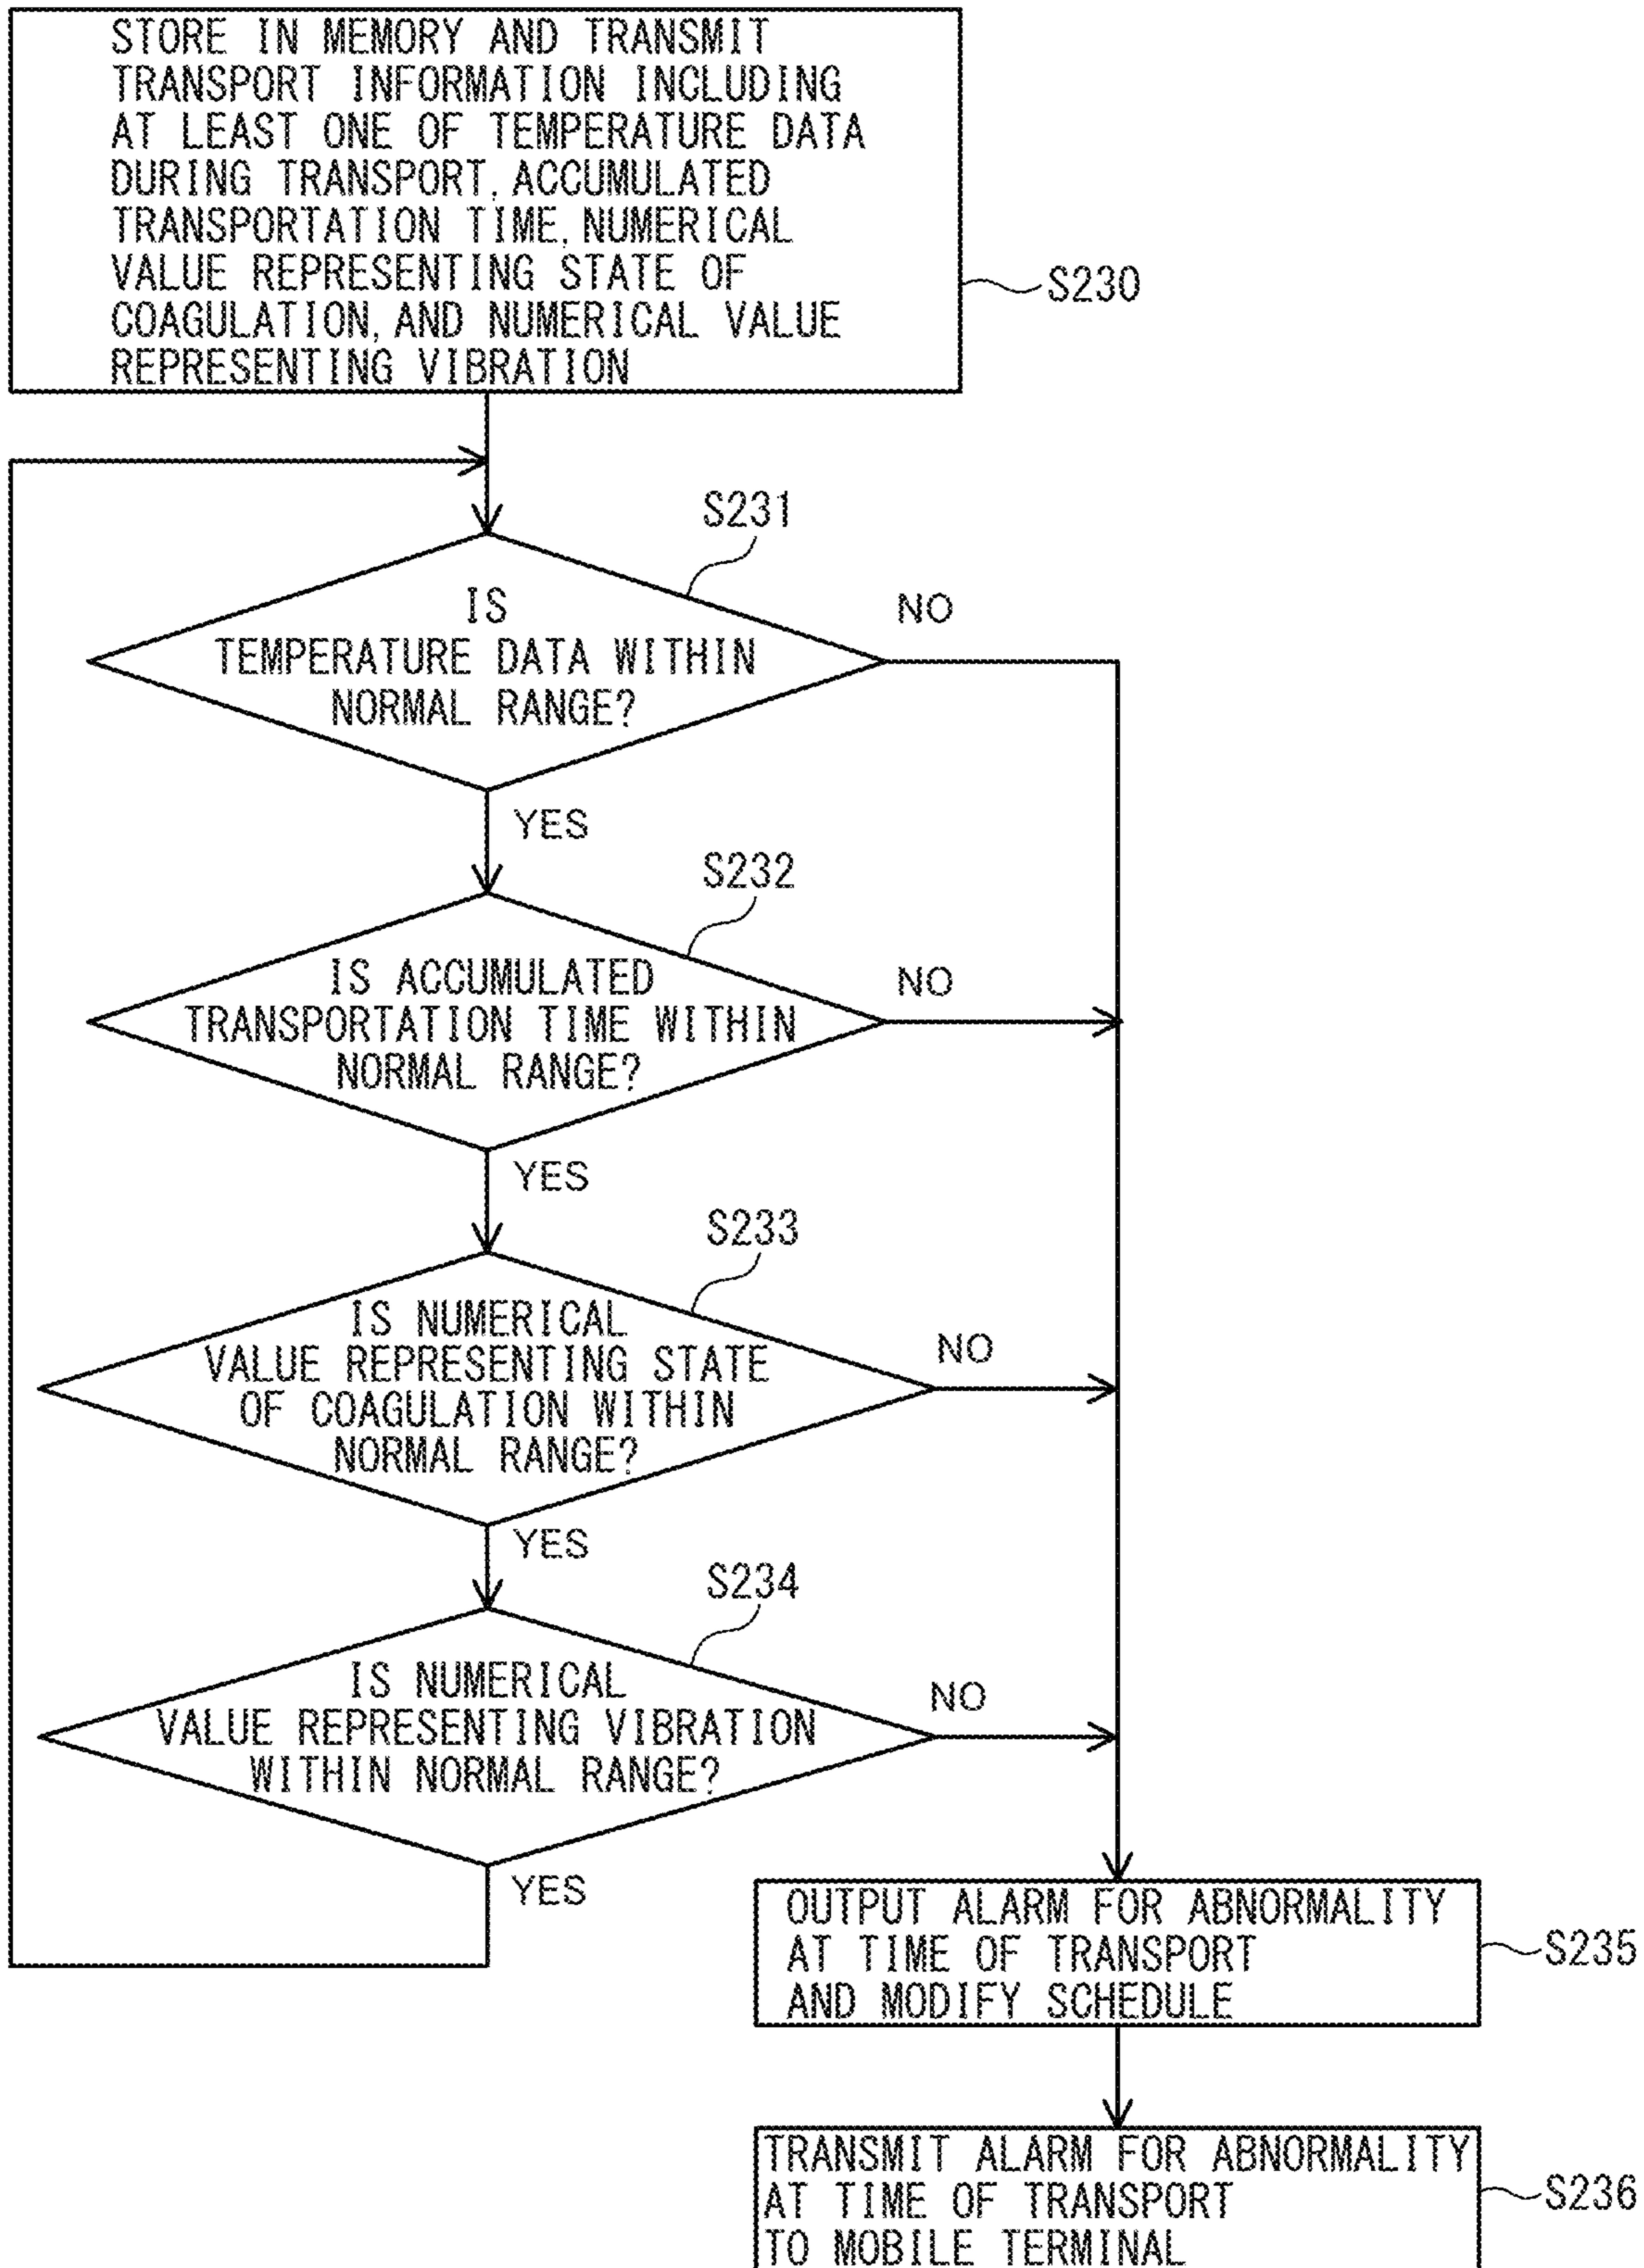 STORE IN MEMORY AND TRANSMIT
TRANSPORT INFORMATION INCLUDING
AT LEAST ONE OF TEMPERATURE DATA
DURING TRANSPORT, ACCUMULATED
TRANSPORTATION TIME, NUMERICAL
VALUE REPRESENTING STATE OF
COAGULATION, AND NUMERICAL VALUE
REPRESENTING VIBRATION
S230
S231
IS
TEMPERATURE DATA WITHIN
NORMAL RANGE?
NO
YES
S232
IS ACCUMULATED
TRANSPORTATION TIME WITHIN
NORMAL RANGE?
NO
YES
S233
IS NUMERICAL
VALUE REPRESENTING STATE
OF COAGULATION WITHIN
NORMAL RANGE?
NO
YES
S234
IS NUMERICAL
VALUE REPRESENTING VIBRATION
WITHIN NORMAL RANGE?
NO
YES
OUTPUT ALARM FOR ABNORMALITY
AT TIME OF TRANSPORT
AND MODIFY SCHEDULE
S235
TRANSMIT ALARM FOR ABNORMALITY
AT TIME OF TRANSPORT
TO MOBILE TERMINAL
S236